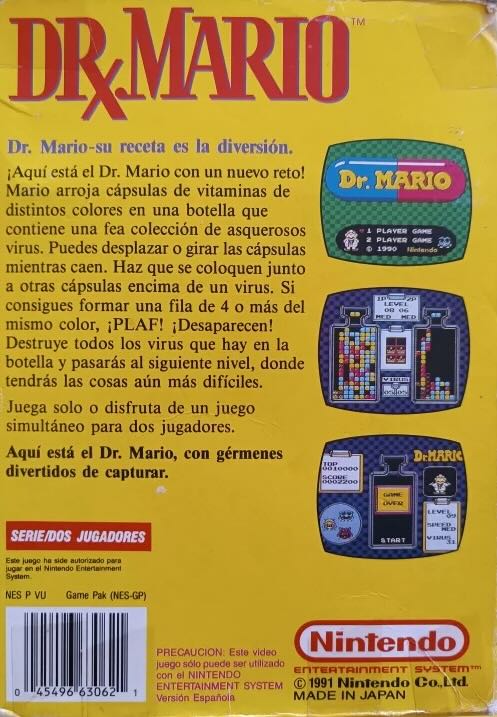 DR.MARIO™
Dr. Mario-su receta es la diversión.
¡Aquí está el Dr. Mario con un nuevo reto!
Mario arroja cápsulas de vitaminas de
distintos colores en una botella que
contiene una fea colección de asquerosos
virus. Puedes desplazar o girar las cápsulas
mientras caen. Haz que se coloquen junto
a otras cápsulas encima de un virus. Si
consigues formar una fila de 4 o más del
mismo color, ¡PLAF! ¡Desaparecen!
Destruye todos los virus que hay en la
botella y pasarás al siguiente nivel, donde
tendrás las cosas aún más difíciles.
Juega solo o disfruta de un juego
simultáneo para dos jugadores.
Aquí está el Dr. Mario, con gérmenes
divertidos de capturar.
Dr. MARIO
1 PLAYER GAME
2 PLAYER GAME
© 1990 Nintendo
1P 2P
LEVEL
08 06
MED MED
VIRUS
TOP
0010000
SCORE
0002200
Dr.MARIO
GAME
OVER
START
LEVEL
09
SPEED
MED
VIRUS
31
SERIE/DOS JUGADORES
Este juego ha side autorizado para
jugar en el Nintendo Entertainment
System.
NES P VU Game Pak (NES-GP)
0 45496 63062 1
PRECAUCION: Este video
juego sólo puede ser utilizado
con el NINTENDO
ENTERTAINMENT SYSTEM
Versión Española
Nintendo
ENTERTAINMENT SYSTEM™
© 1991 Nintendo Co.,Ltd.
MADE IN JAPAN